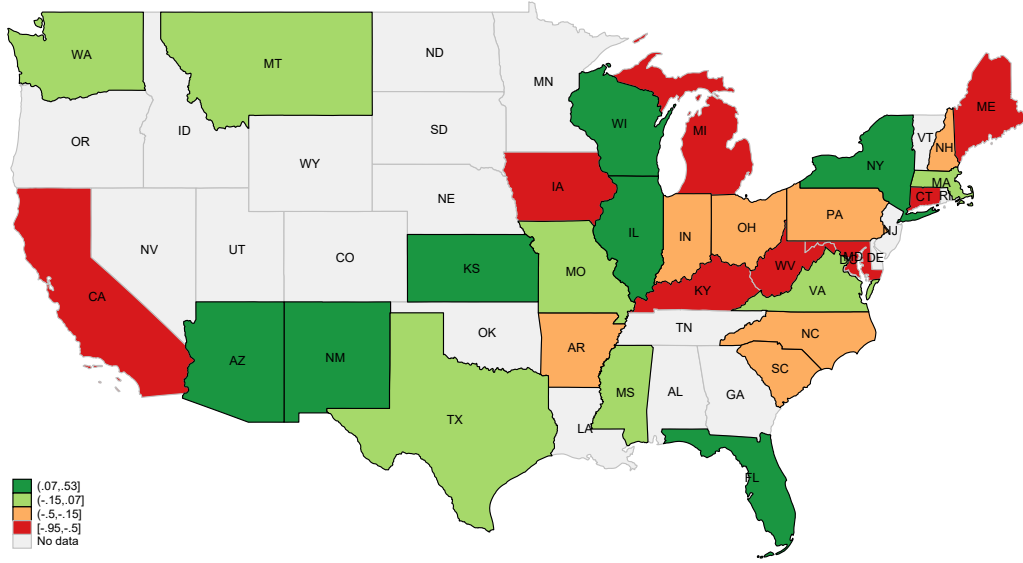 WA
MT
ND
MN
OR
ID
SD
WI
MI
ME
VT
NH
WY
NY
MA
NE
IA
CT
RI
NV
UT
CO
KS
MO
IL
IN
OH
PA
NJ
CA
WV
MD
DE
DC
KY
VA
AZ
NM
OK
AR
TN
NC
SC
TX
MS
AL
GA
LA
FL
(.07,.53]
(-.15,.07]
(-.5,-.15]
[-.95,-.5]
No data